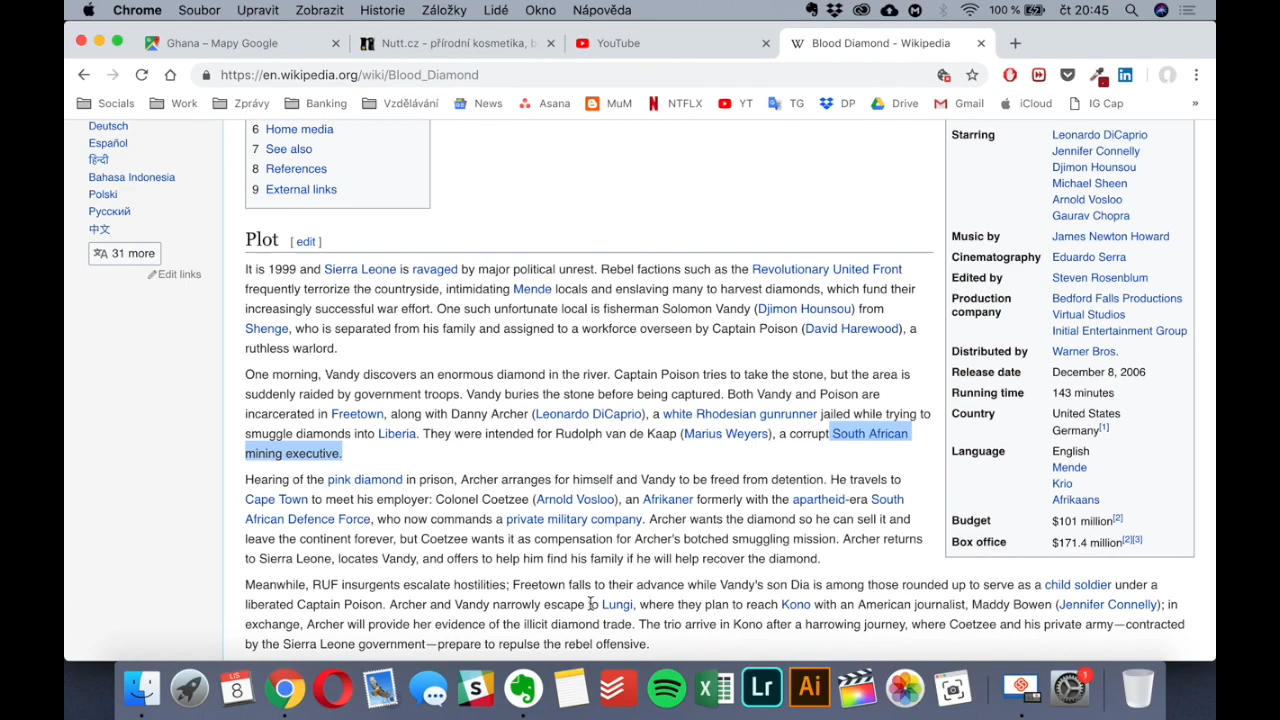 Chrome Soubor Upravit Zobrazit Historie Záložky Lidé Okno Nápověda 100 % čt 20:45
Ghana – Mapy Google Nutt.cz - přírodní kosmetika, b YouTube W Blood Diamond - Wikipedia
https://en.wikipedia.org/wiki/Blood_Diamond
Socials Work Zprávy Banking Vzdělávání News Asana MuM NTFLX YT TG DP Drive Gmail iCloud IG Cap »
Deutsch
Español
हिन्दी
Bahasa Indonesia
Polski
Русский
中文
31 more
Edit links
6 Home media
7 See also
8 References
9 External links
Plot [ edit ]
It is 1999 and Sierra Leone is ravaged by major political unrest. Rebel factions such as the Revolutionary United Front
frequently terrorize the countryside, intimidating Mende locals and enslaving many to harvest diamonds, which fund their
increasingly successful war effort. One such unfortunate local is fisherman Solomon Vandy (Djimon Hounsou) from
Shenge, who is separated from his family and assigned to a workforce overseen by Captain Poison (David Harewood), a
ruthless warlord.
One morning, Vandy discovers an enormous diamond in the river. Captain Poison tries to take the stone, but the area is
suddenly raided by government troops. Vandy buries the stone before being captured. Both Vandy and Poison are
incarcerated in Freetown, along with Danny Archer (Leonardo DiCaprio), a white Rhodesian gunrunner jailed while trying to
smuggle diamonds into Liberia. They were intended for Rudolph van de Kaap (Marius Weyers), a corrupt South African
mining executive.
Hearing of the pink diamond in prison, Archer arranges for himself and Vandy to be freed from detention. He travels to
Cape Town to meet his employer: Colonel Coetzee (Arnold Vosloo), an Afrikaner formerly with the apartheid-era South
African Defence Force, who now commands a private military company. Archer wants the diamond so he can sell it and
leave the continent forever, but Coetzee wants it as compensation for Archer's botched smuggling mission. Archer returns
to Sierra Leone, locates Vandy, and offers to help him find his family if he will help recover the diamond.
Meanwhile, RUF insurgents escalate hostilities; Freetown falls to their advance while Vandy's son Dia is among those rounded up to serve as a child soldier under a
liberated Captain Poison. Archer and Vandy narrowly escape to Lungi, where they plan to reach Kono with an American journalist, Maddy Bowen (Jennifer Connelly); in
exchange, Archer will provide her evidence of the illicit diamond trade. The trio arrive in Kono after a harrowing journey, where Coetzee and his private army—contracted
by the Sierra Leone government—prepare to repulse the rebel offensive.
Starring Leonardo DiCaprio
Jennifer Connelly
Djimon Hounsou
Michael Sheen
Arnold Vosloo
Gaurav Chopra
Music by James Newton Howard
Cinematography Eduardo Serra
Edited by Steven Rosenblum
Production company Bedford Falls Productions
Virtual Studios
Initial Entertainment Group
Distributed by Warner Bros.
Release date December 8, 2006
Running time 143 minutes
Country United States
Germany[1]
Language English
Mende
Krio
Afrikaans
Budget $101 million[2]
Box office $171.4 million[2][3]
LIS
8
Lr
Ai
1